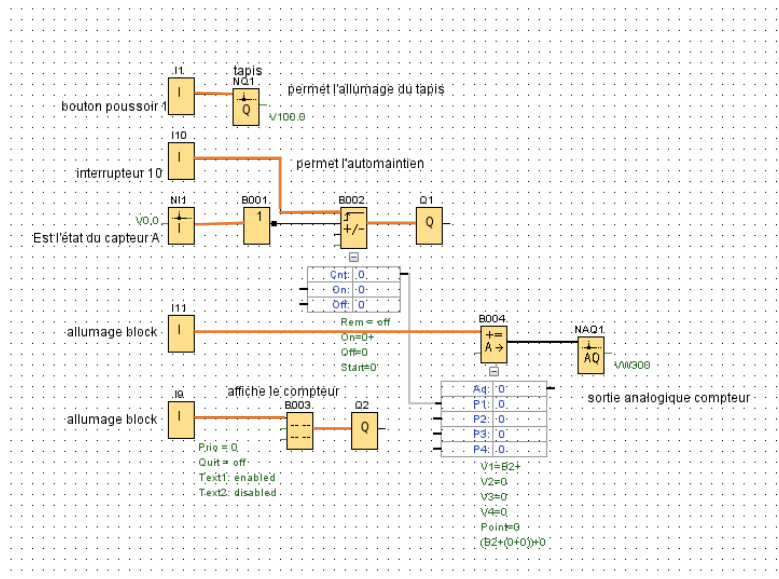 I1
tapis
NQ1
I
Q
permet l'allumage du tapis
bouton poussoir 1
V100.0
I10
I
permet l'automaintien
interrupteur 10
NI1
B001
B002
Q1
V0.0
I
1
+/-
Q
Est l'état du capteur A
Cnt: 0
On: 0
Off: 0
Rem = off
On=0+
Off=0
Start=0
I11
I
allumage block
B004
+=
A→
NAQ1
AQ
VW308
Aq: 0
P1: 0
P2: 0
P3: 0
P4: 0
sortie analogique compteur
V1=B2+
V2=0
V3=0
V4=0
Point=0
(B2+(0+0))+0
I9
I
affiche le compteur
B003
Q2
Q
allumage block
Prio = 0
Quit = off
Text1: enabled
Text2: disabled